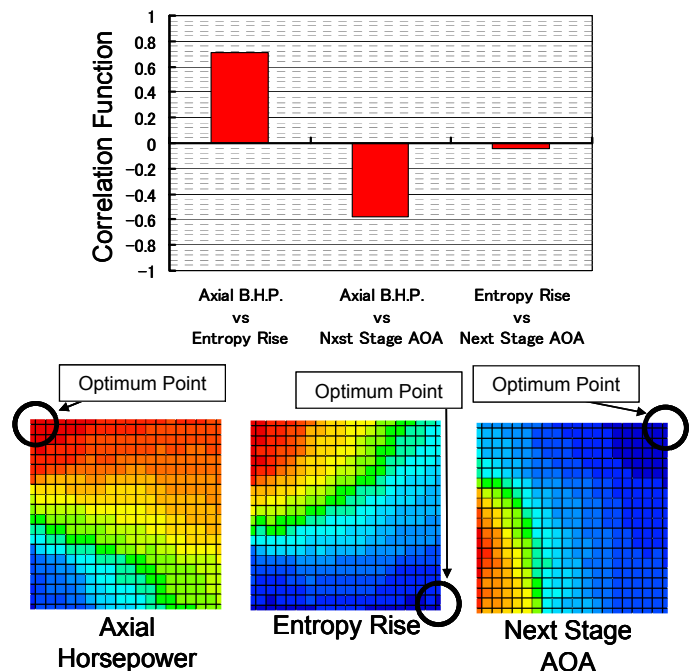 Correlation Function
1
0.8
0.6
0.4
0.2
0
−0.2
−0.4
−0.6
−0.8
−1
Axial B.H.P.
vs
Entropy Rise
Axial B.H.P.
vs
Nxst Stage AOA
Entropy Rise
vs
Next Stage AOA
Optimum Point
Optimum Point
Optimum Point
Axial
Horsepower
Entropy Rise
Next Stage
AOA